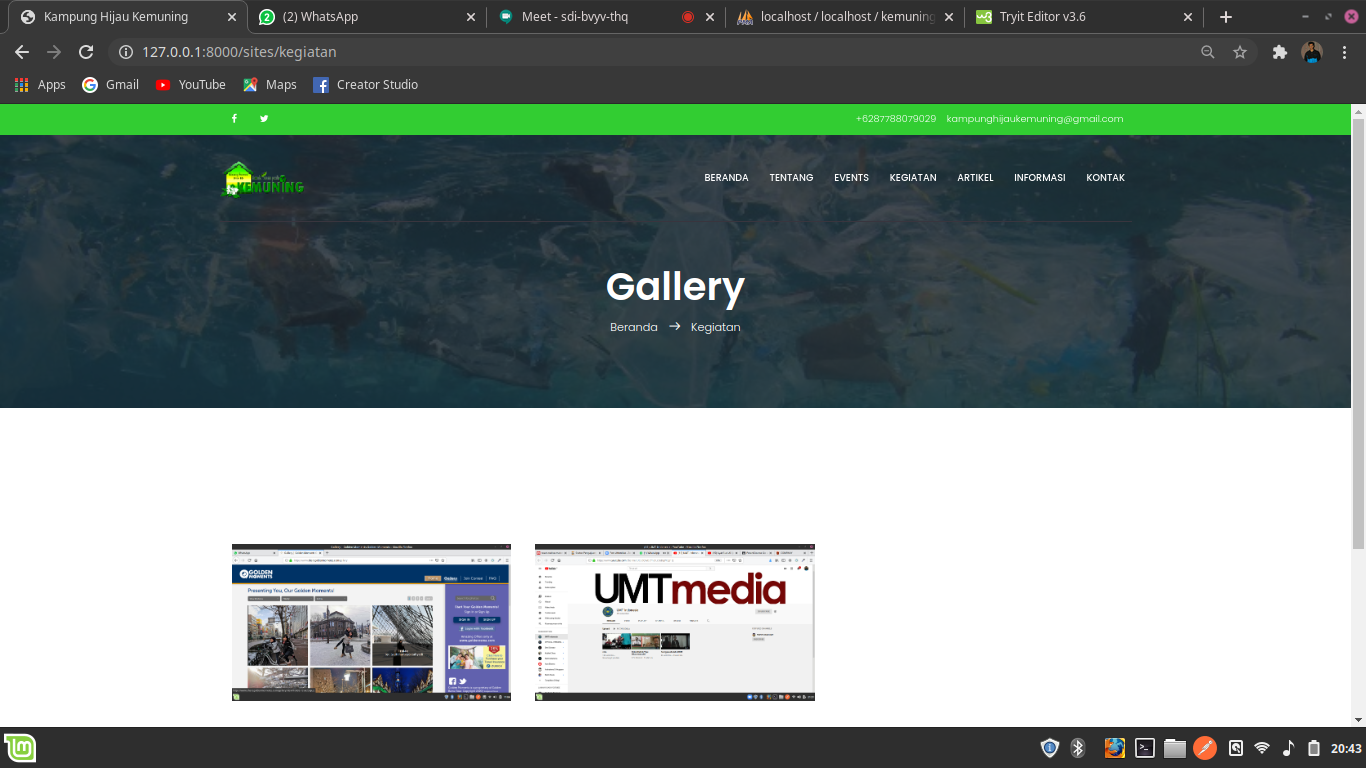 Kampung Hijau Kemuning
(2) WhatsApp
Meet - sdi-bvyv-thq
localhost / localhost / kemuning
Tryit Editor v3.6
127.0.0.1:8000/sites/kegiatan
Apps
Gmail
YouTube
Maps
Creator Studio
+6287788079029 kampunghijaukemuning@gmail.com
KEMUNING
BERANDA TENTANG EVENTS KEGIATAN ARTIKEL INFORMASI KONTAK
Gallery
Beranda → Kegiatan
GOLDEN MOMENTS
Presenting You, Our Golden Moments!
UMTmedia
20:43